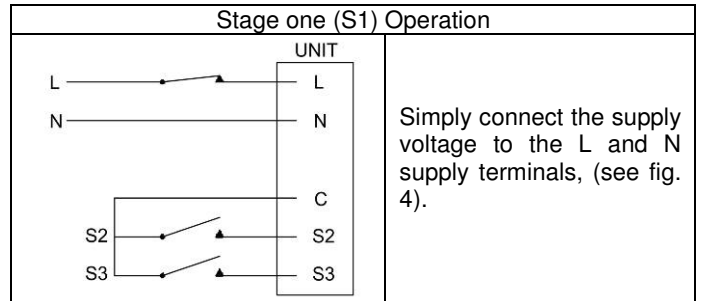 Stage one (S1) Operation
UNIT
L L
N N
C
S2 S2
S3 S3
Simply connect the supply
voltage to the L and N
supply terminals, (see fig.
4).